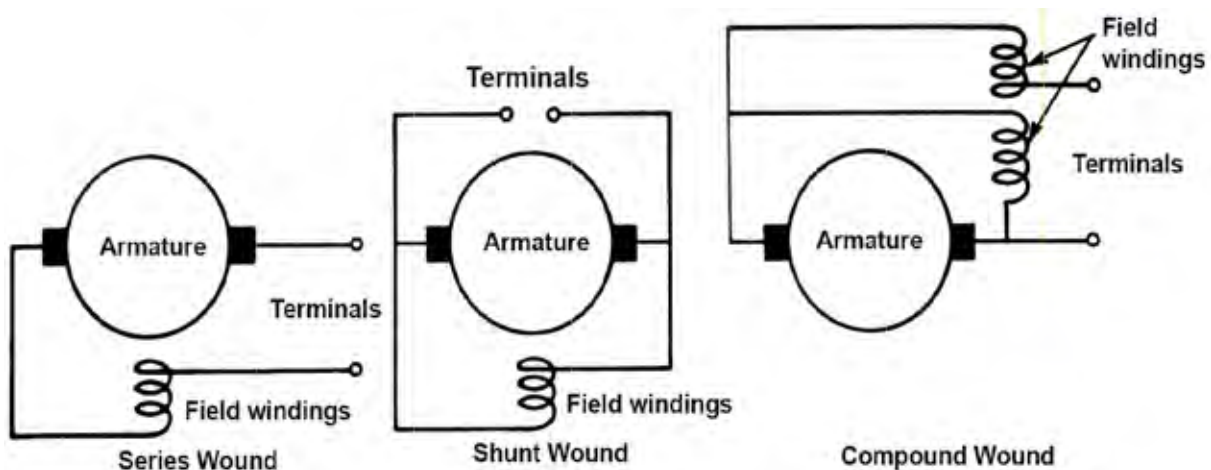 Armature
Terminals
Field windings
Series Wound
Terminals
Armature
Field windings
Shunt Wound
Field
windings
Terminals
Armature
Compound Wound